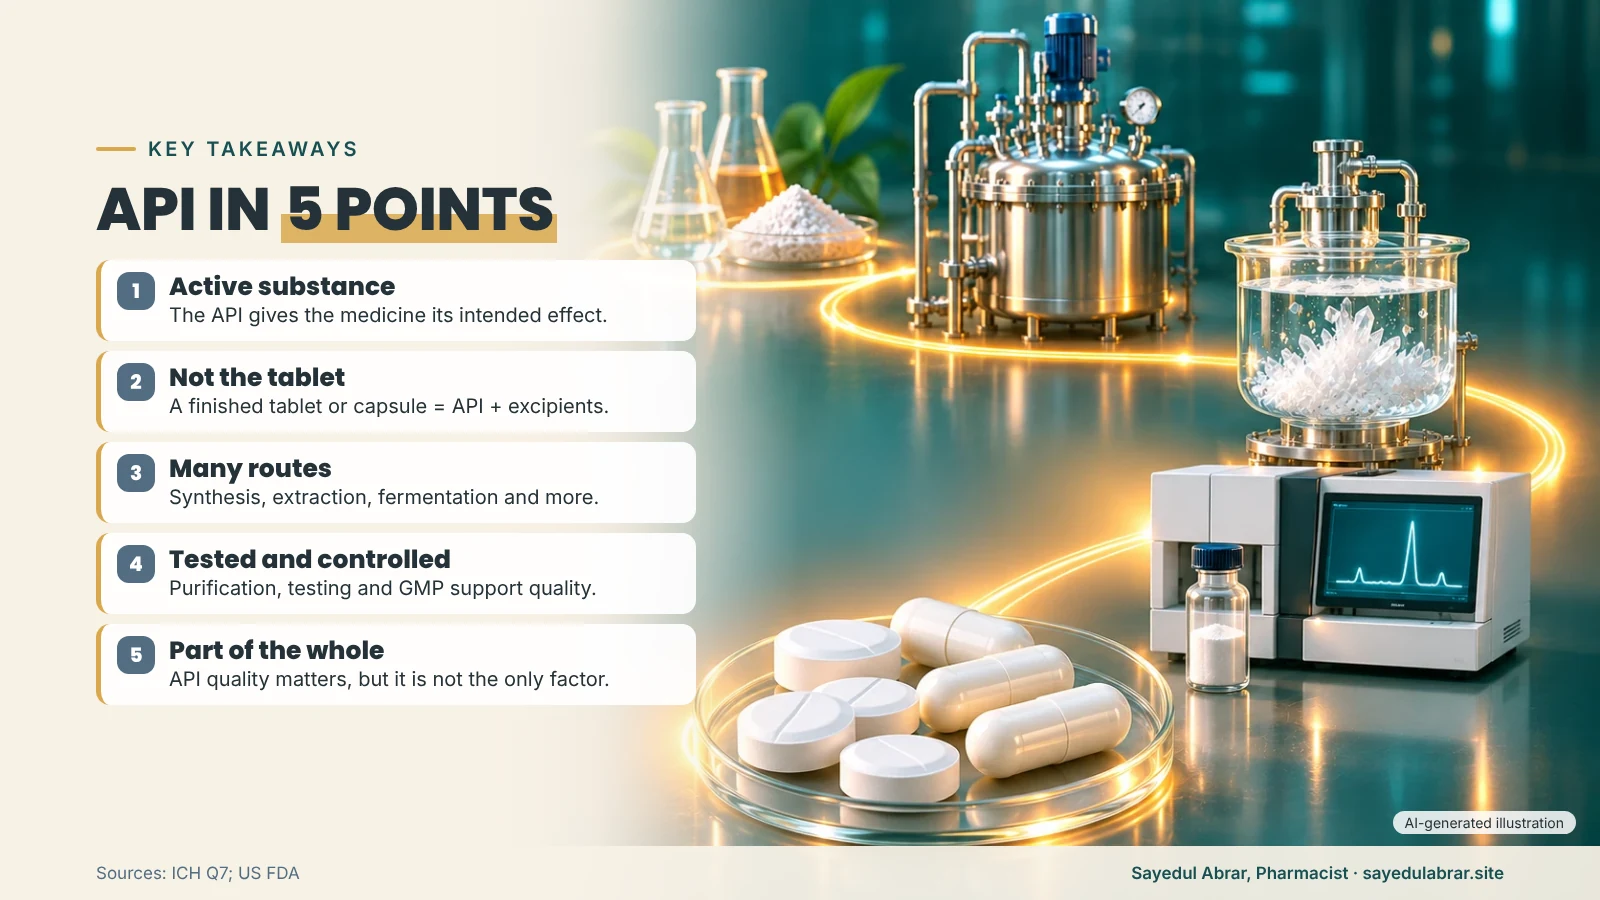 KEY TAKEAWAYS
API IN 5 POINTS
1
Active substance
The API gives the medicine its intended effect.
2
Not the tablet
A finished tablet or capsule = API + excipients.
3
Many routes
Synthesis, extraction, fermentation and more.
4
Tested and controlled
Purification, testing and GMP support quality.
5
Part of the whole
API quality matters, but it is not the only factor.
AI-generated illustration
Sources: ICH Q7; US FDA
Sayedul Abrar, Pharmacist · sayedulabrar.site